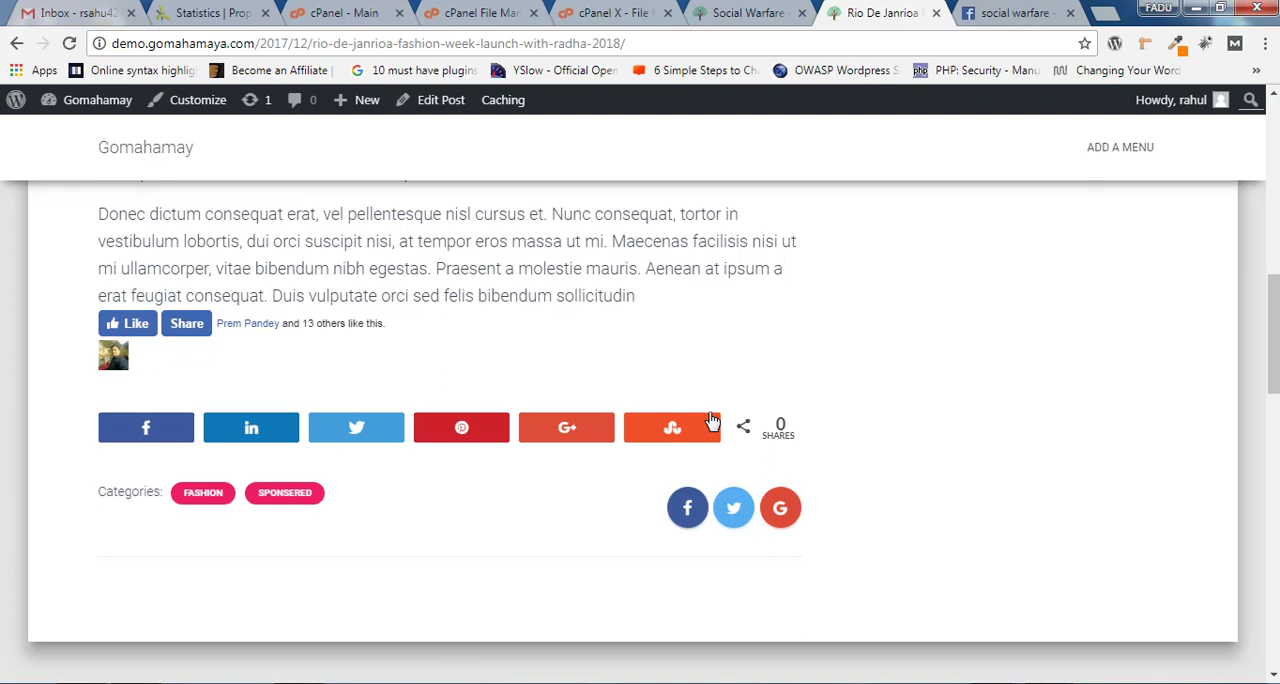 FADU
Inbox - rsahu42
Statistics | Prop
cPanel - Main
cPanel File Mar
cPanel X - File M
Social Warfare -
Rio De Janrioa
social warfare -
demo.gomahamaya.com/2017/12/rio-de-janrioa-fashion-week-launch-with-radha-2018/
Apps
Online syntax highlig
Become an Affiliate
10 must have plugins
YSlow - Official Open
6 Simple Steps to Ch
OWASP Wordpress S
PHP: Security - Manu
Changing Your Word
Gomahamay
Customize
1
0
New
Edit Post
Caching
Howdy, rahul
Gomahamay
ADD A MENU
Donec dictum consequat erat, vel pellentesque nisl cursus et. Nunc consequat, tortor in
vestibulum lobortis, dui orci suscipit nisi, at tempor eros massa ut mi. Maecenas facilisis nisi ut
mi ullamcorper, vitae bibendum nibh egestas. Praesent a molestie mauris. Aenean at ipsum a
erat feugiat consequat. Duis vulputate orci sed felis bibendum sollicitudin
Like Share Prem Pandey and 13 others like this.
0
SHARES
Categories: FASHION SPONSERED